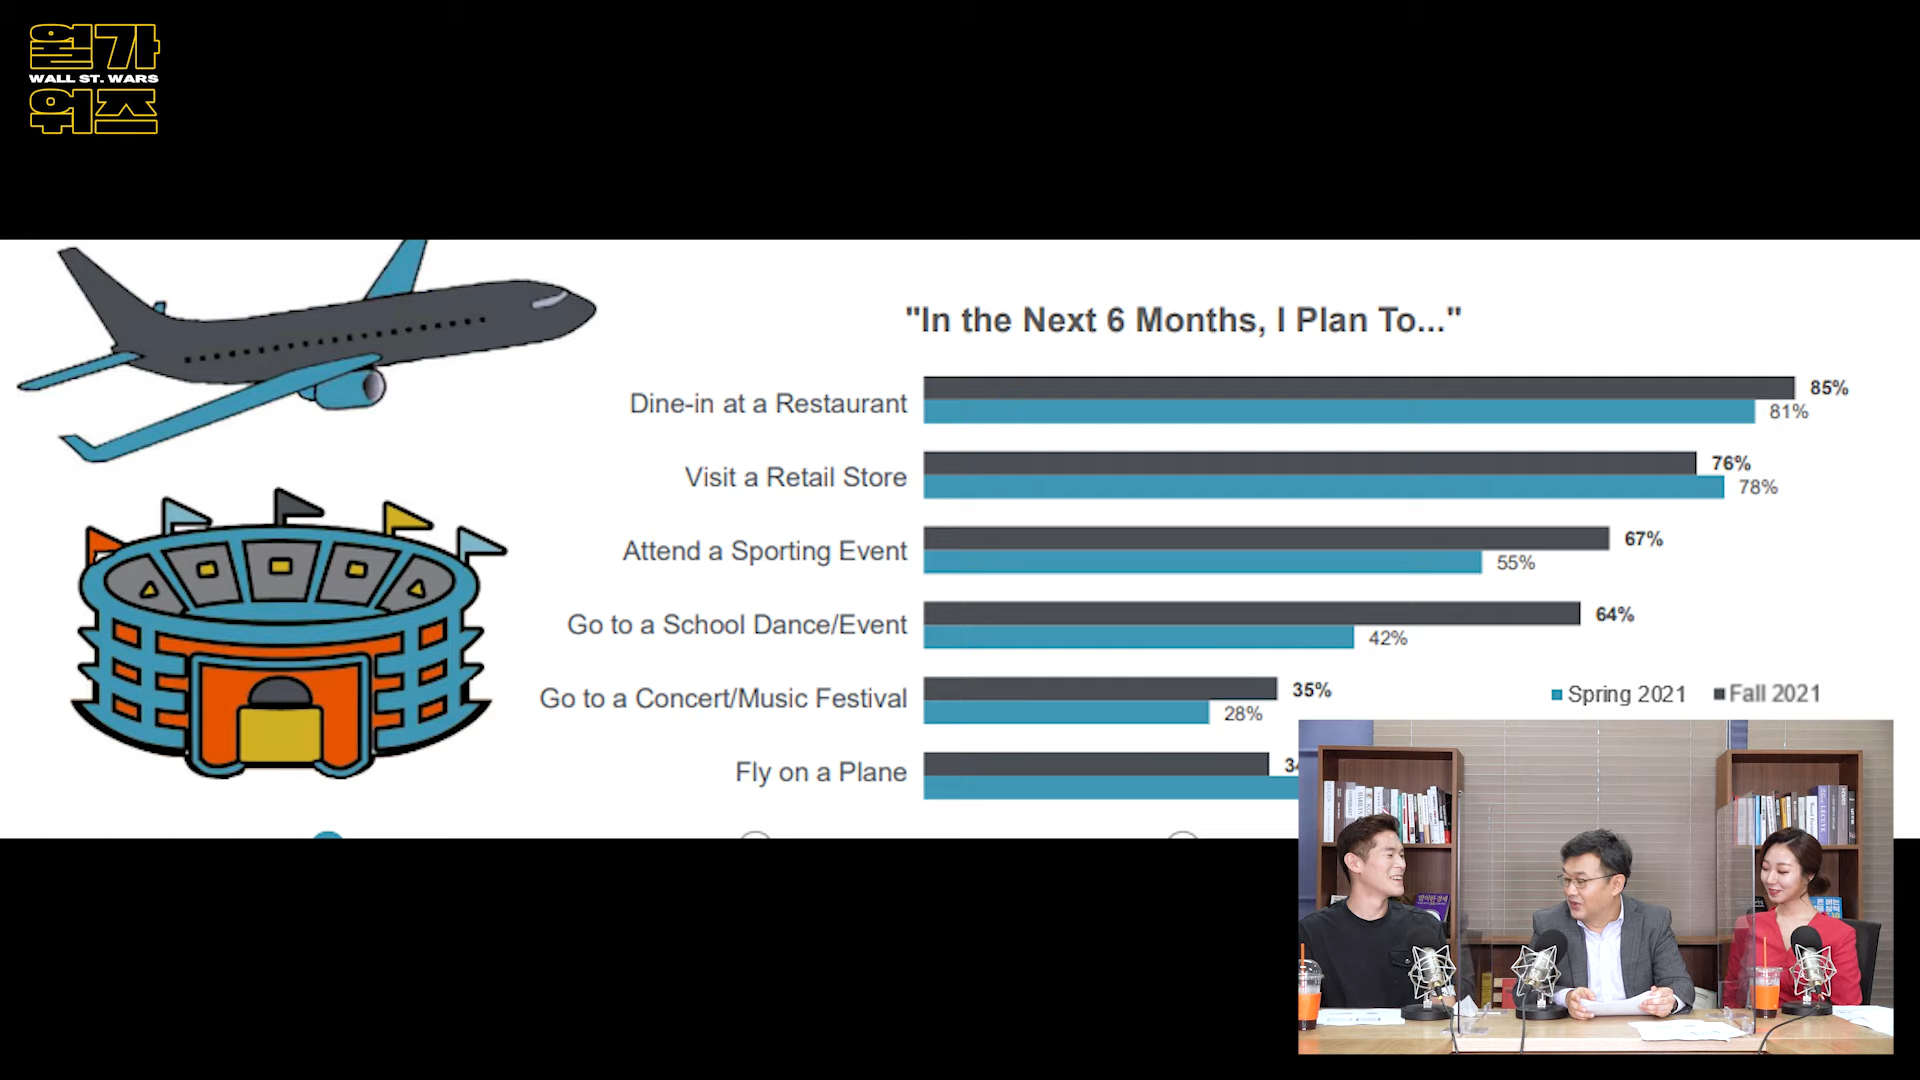 월가
WALL ST. WARS
워즈
"In the Next 6 Months, I Plan To..."
Dine-in at a Restaurant
85%
81%
Visit a Retail Store
76%
78%
Attend a Sporting Event
67%
55%
Go to a School Dance/Event
64%
42%
Go to a Concert/Music Festival
35%
28%
Spring 2021
Fall 2021
Fly on a Plane